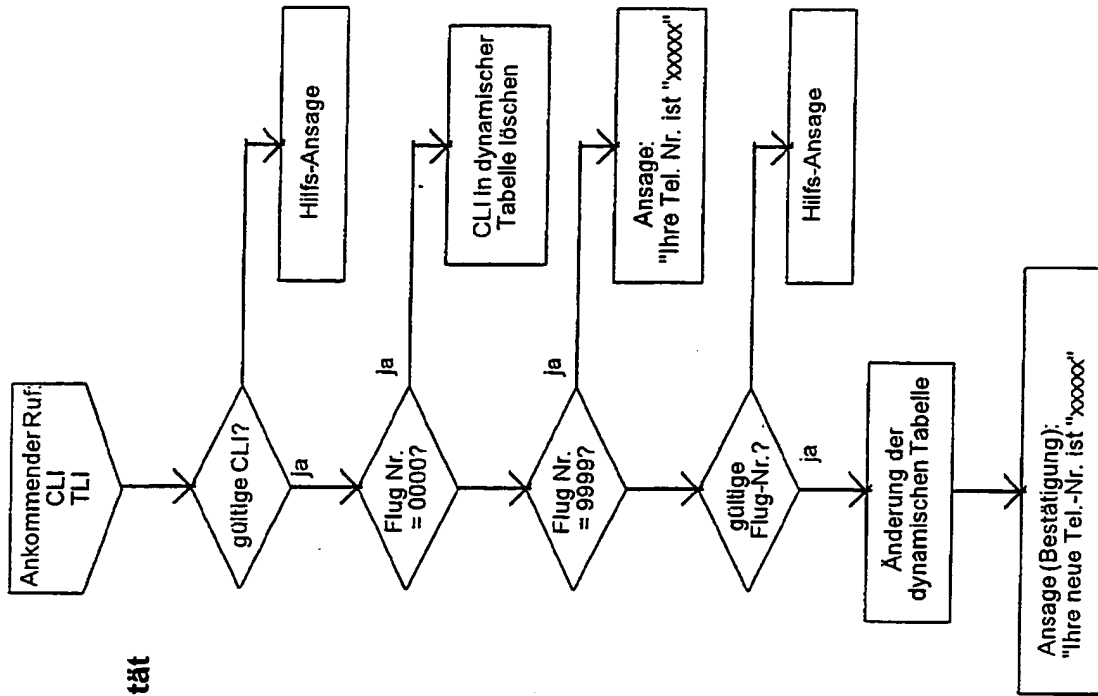 tät
Ankommender Ruf:
CLI
TLI
gültige CLI?
Hilfs-Ansage
ja
Flug Nr.
= 0000?
ja
CLI in dynamischer
Tabelle löschen
Flug Nr.
= 9999?
ja
Ansage:
"Ihre Tel. Nr. ist "xxxxx"
gültige
Flug-Nr.?
Hilfs-Ansage
ja
Änderung der
dynamischen Tabelle
Ansage (Bestätigung):
"Ihre neue Tel.-Nr. ist "xxxxx"